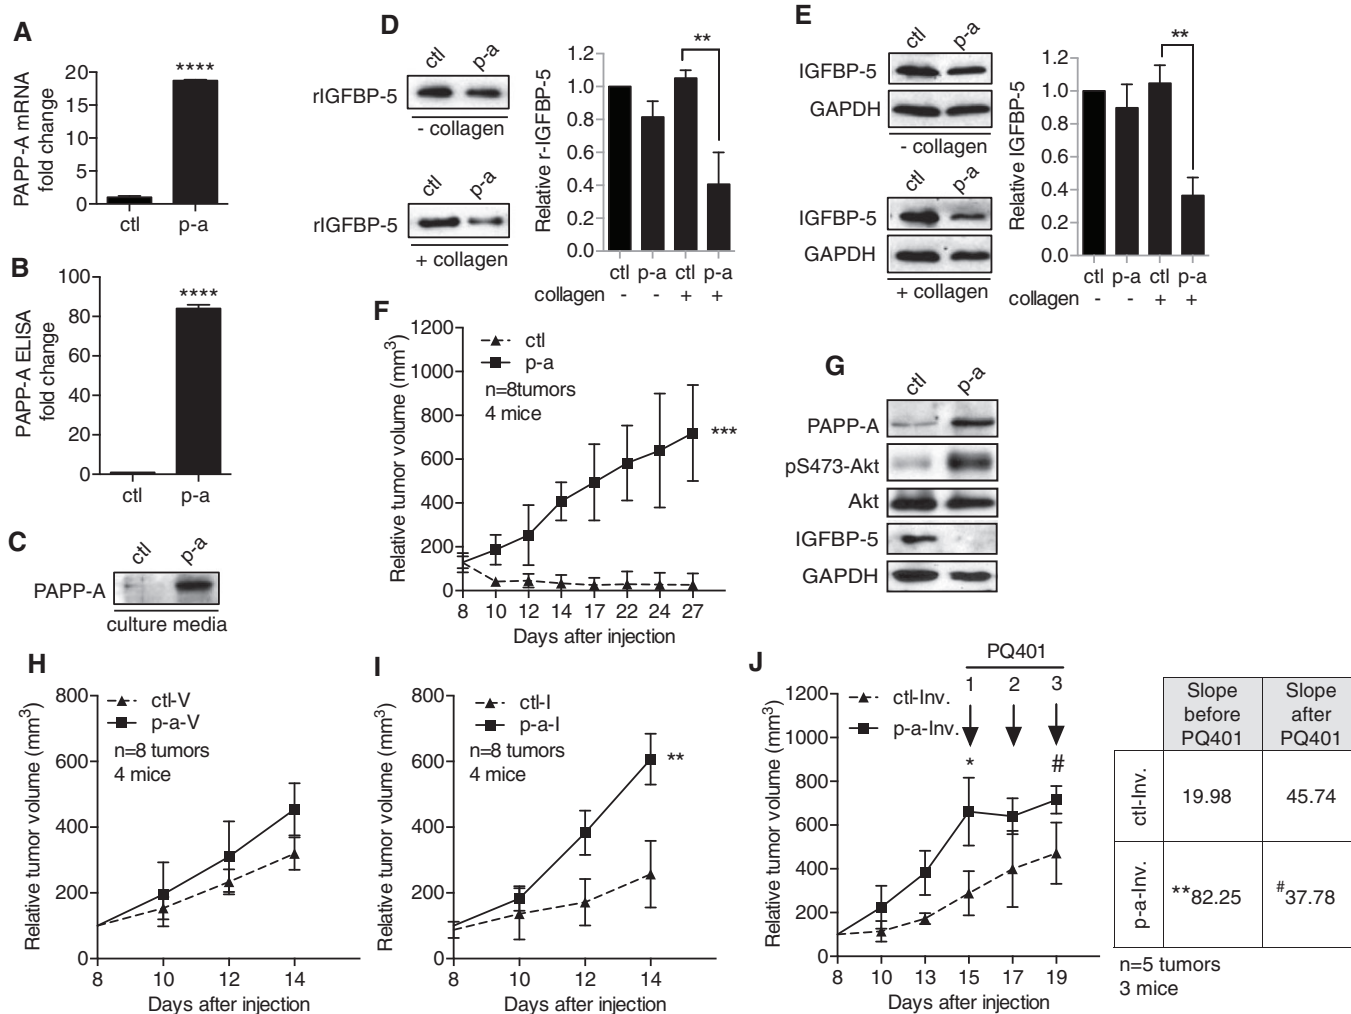 A
PAPP-A mRNA
fold change
20
15
10
5
0
****
ctl
p-a
B
PAPP-A ELISA
fold change
100
80
60
40
20
0
****
ctl
p-a
C
ctl
p-a
PAPP-A
culture media
D
ctl
p-a
rIGFBP-5
- collagen
ctl
p-a
rIGFBP-5
+ collagen
Relative r-IGFBP-5
1.2
1.0
0.8
0.6
0.4
0.2
0.0
**
ctl p-a ctl p-a
collagen - - + +
E
ctl
p-a
IGFBP-5
GAPDH
- collagen
ctl
p-a
IGFBP-5
GAPDH
+ collagen
Relative IGFBP-5
1.2
1.0
0.8
0.6
0.4
0.2
0.0
**
ctl p-a ctl p-a
collagen - - + +
F
Relative tumor volume (mm³)
1200
1000
800
600
400
200
0
ctl
p-a
n=8tumors
4 mice
***
8 10 12 14 17 22 24 27
Days after injection
G
ctl
p-a
PAPP-A
pS473-Akt
Akt
IGFBP-5
GAPDH
H
Relative tumor volume (mm³)
800
600
400
200
0
ctl-V
p-a-V
n=8 tumors
4 mice
8 10 12 14
Days after injection
I
Relative tumor volume (mm³)
800
600
400
200
0
ctl-I
p-a-I
n=8 tumors
4 mice
**
8 10 12 14
Days after injection
J
PQ401
1 2 3
Relative tumor volume (mm³)
1200
1000
800
600
400
200
0
ctl-Inv.
p-a-Inv.
*
#
8 10 13 15 17 19
Days after injection
Slope before PQ401
Slope after PQ401
ctl-Inv.
19.98
45.74
p-a-Inv.
**82.25
#37.78
n=5 tumors
3 mice